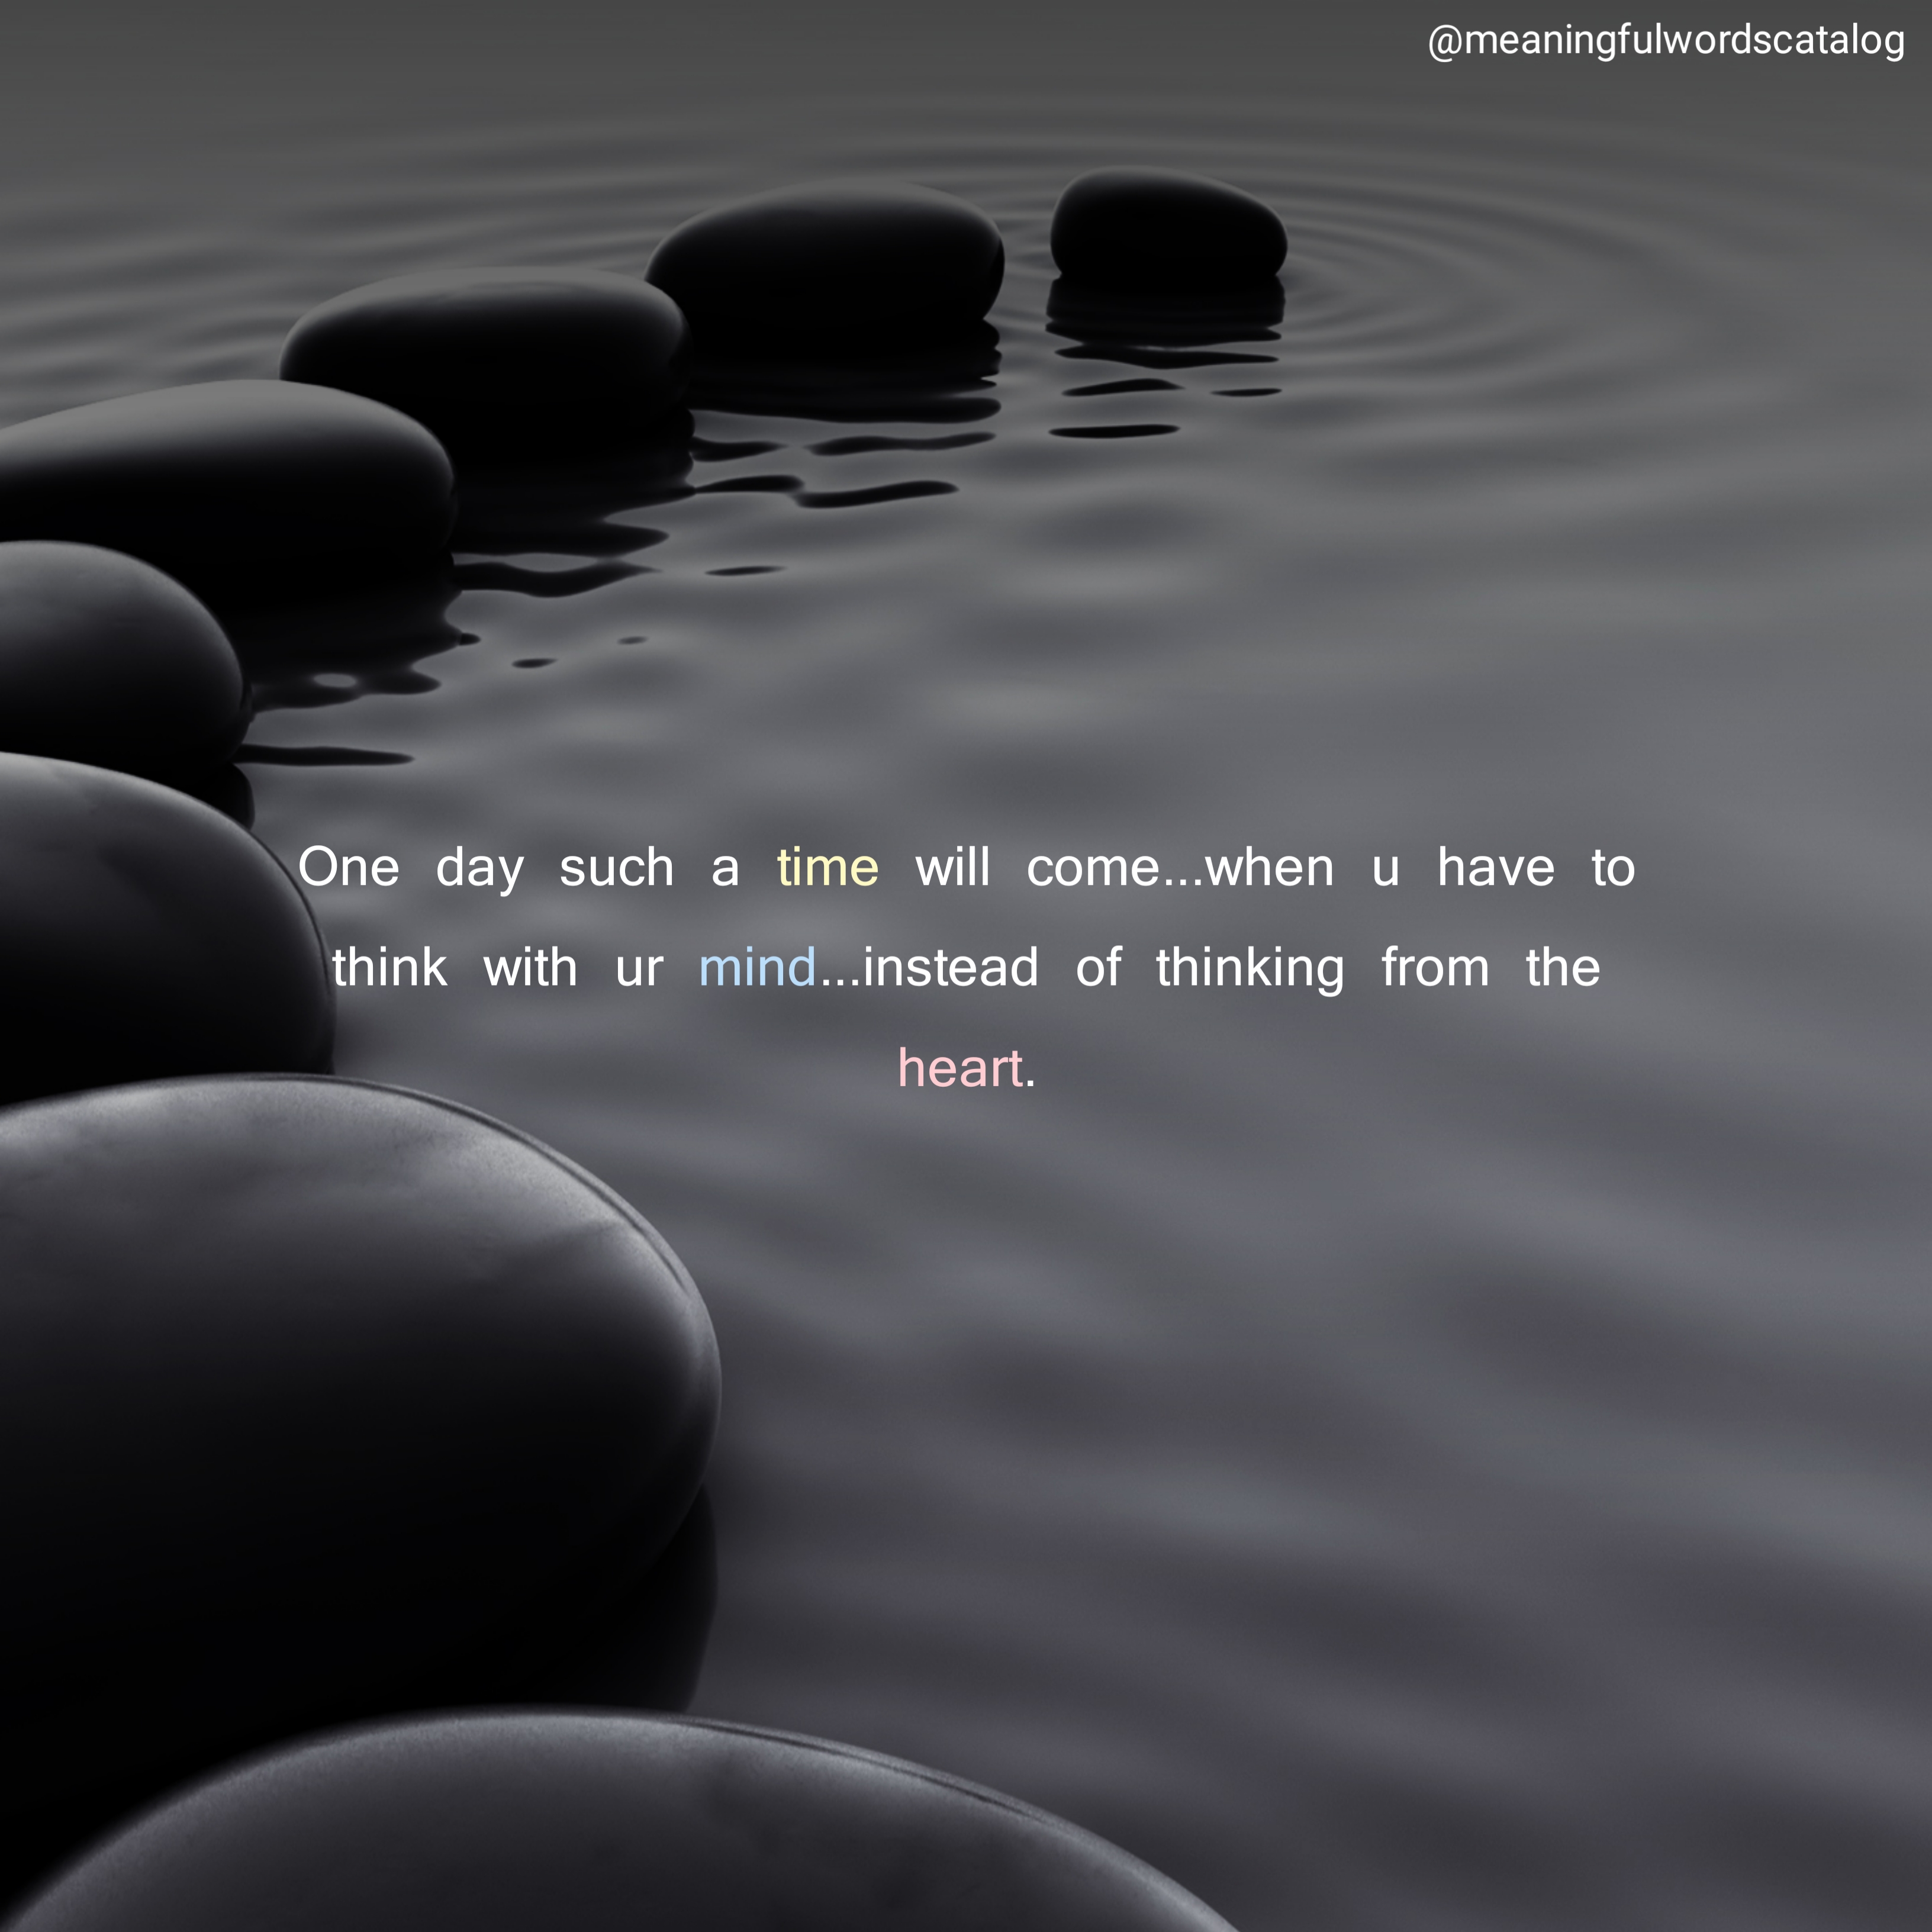 @meaningfulwordscatalog
One day such a time will come...when u have to
think with ur mind...instead of thinking from the
heart.